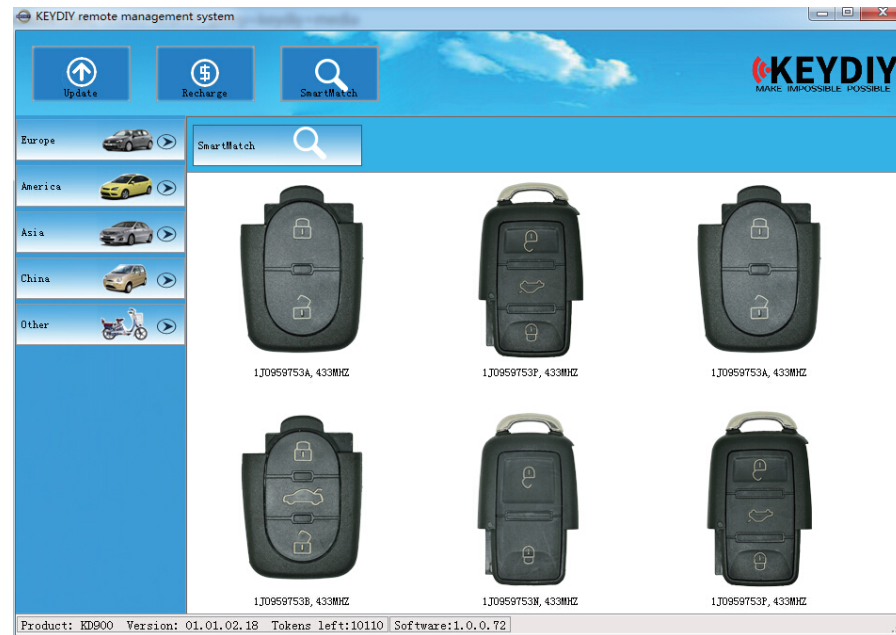 KEYDIY remote management system
Update
Recharge
SmartMatch
KEYDIY
MAKE IMPOSSIBLE POSSIBLE
Europe
SmartMatch
America
Asia
China
Other
1J0959753A, 433MHZ
1J0959753P, 433MHZ
1J0959753A, 433MHZ
1J0959753B, 433MHZ
1J0959753N, 433MHZ
1J0959753P, 433MHZ
Product: KD900 Version: 01.01.02.18 Tokens left:10110 Software:1.0.0.72